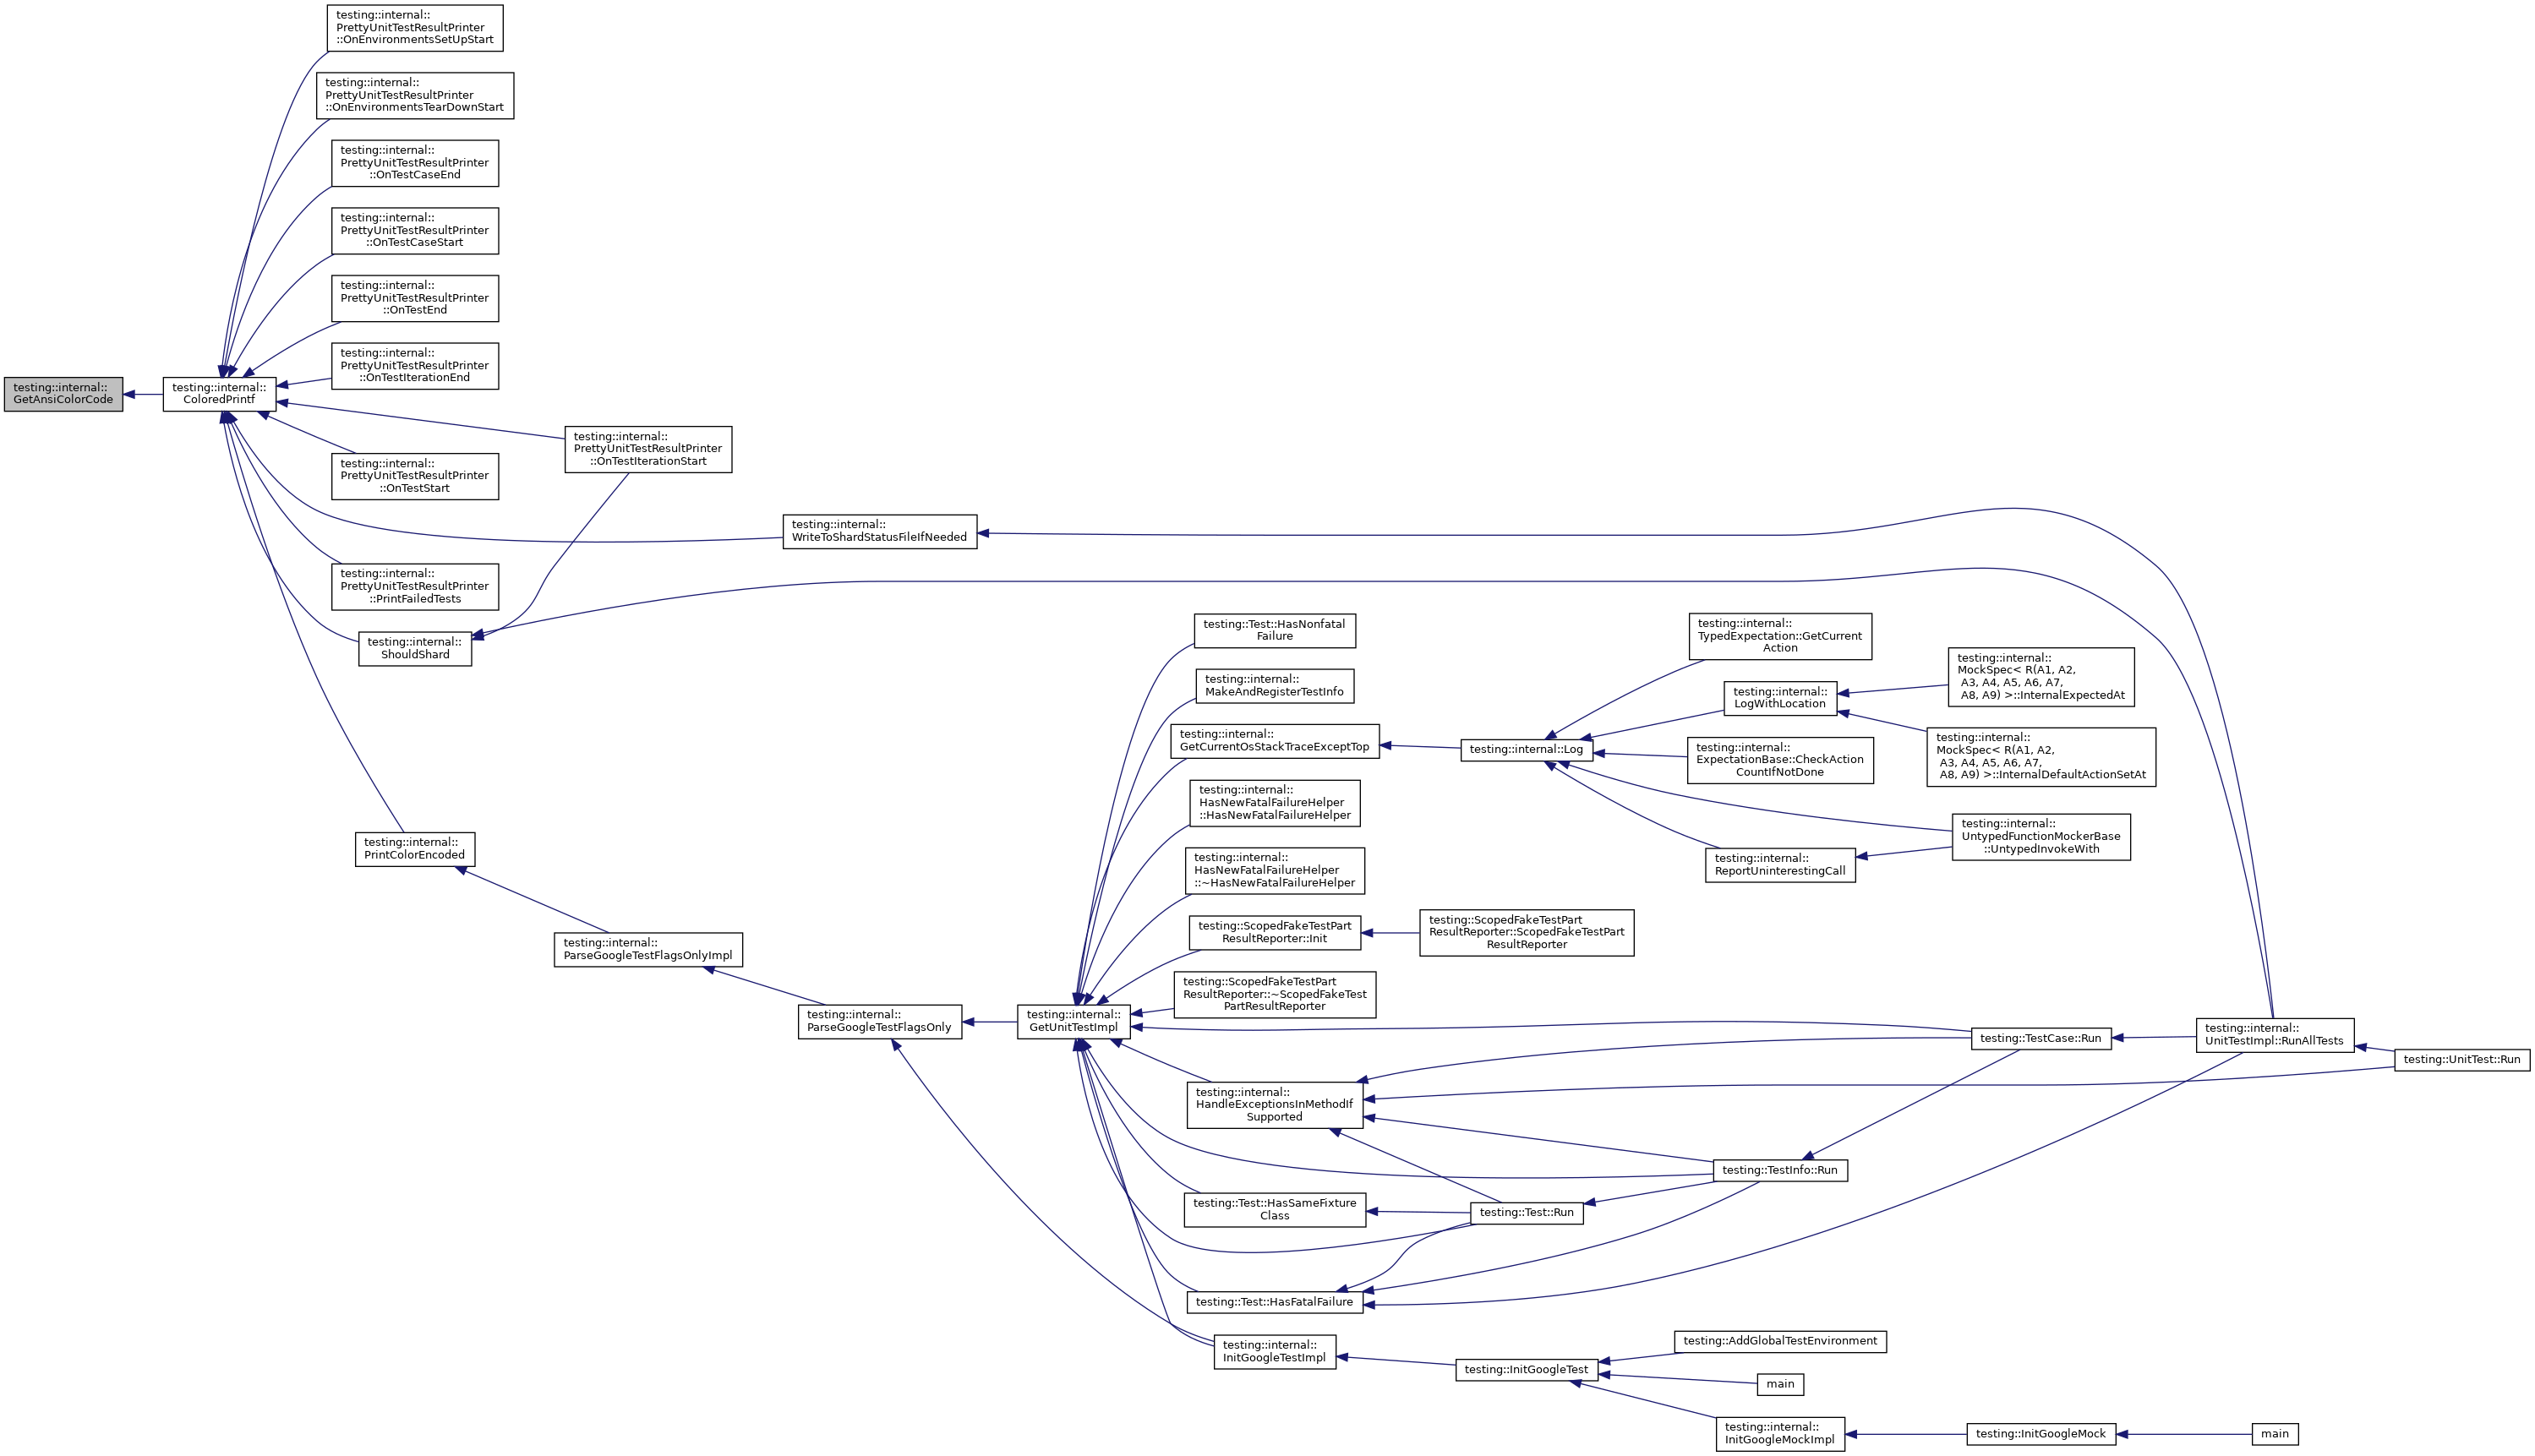 testing::internal::
PrettyUnitTestResultPrinter
::OnEnvironmentsSetUpStart
testing::internal::
PrettyUnitTestResultPrinter
::OnEnvironmentsTearDownStart
testing::internal::
PrettyUnitTestResultPrinter
::OnTestCaseEnd
testing::internal::
PrettyUnitTestResultPrinter
::OnTestCaseStart
testing::internal::
PrettyUnitTestResultPrinter
::OnTestEnd
testing::internal::
PrettyUnitTestResultPrinter
::OnTestIterationEnd
testing::internal::
GetAnsiColorCode
testing::internal::
ColoredPrintf
testing::internal::
PrettyUnitTestResultPrinter
::OnTestIterationStart
testing::internal::
PrettyUnitTestResultPrinter
::OnTestStart
testing::internal::
WriteToShardStatusFileIfNeeded
testing::internal::
PrettyUnitTestResultPrinter
::PrintFailedTests
testing::internal::
ShouldShard
testing::Test::HasNonfatal
Failure
testing::internal::
TypedExpectation::GetCurrent
Action
testing::internal::
MakeAndRegisterTestInfo
testing::internal::
LogWithLocation
testing::internal::
MockSpec< R(A1, A2,
A3, A4, A5, A6, A7,
A8, A9) >::InternalExpectedAt
testing::internal::
GetCurrentOsStackTraceExceptTop
testing::internal::Log
testing::internal::
ExpectationBase::CheckAction
CountIfNotDone
testing::internal::
MockSpec< R(A1, A2,
A3, A4, A5, A6, A7,
A8, A9) >::InternalDefaultActionSetAt
testing::internal::
HasNewFatalFailureHelper
::HasNewFatalFailureHelper
testing::internal::
UntypedFunctionMockerBase
::UntypedInvokeWith
testing::internal::
PrintColorEncoded
testing::internal::
HasNewFatalFailureHelper
::~HasNewFatalFailureHelper
testing::internal::
ReportUninterestingCall
testing::internal::
ParseGoogleTestFlagsOnlyImpl
testing::ScopedFakeTestPart
ResultReporter::Init
testing::ScopedFakeTestPart
ResultReporter::ScopedFakeTestPart
ResultReporter
testing::ScopedFakeTestPart
ResultReporter::~ScopedFakeTest
PartResultReporter
testing::internal::
ParseGoogleTestFlagsOnly
testing::internal::
GetUnitTestImpl
testing::TestCase::Run
testing::internal::
UnitTestImpl::RunAllTests
testing::UnitTest::Run
testing::internal::
HandleExceptionsInMethodIf
Supported
testing::TestInfo::Run
testing::Test::HasSameFixture
Class
testing::Test::Run
testing::Test::HasFatalFailure
testing::internal::
InitGoogleTestImpl
testing::InitGoogleTest
testing::AddGlobalTestEnvironment
main
testing::internal::
InitGoogleMockImpl
testing::InitGoogleMock
main